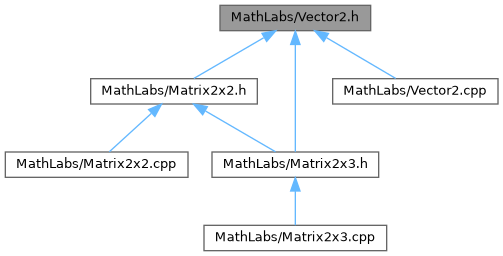 MathLabs/Vector2.h
MathLabs/Matrix2x2.h
MathLabs/Vector2.cpp
MathLabs/Matrix2x2.cpp
MathLabs/Matrix2x3.h
MathLabs/Matrix2x3.cpp